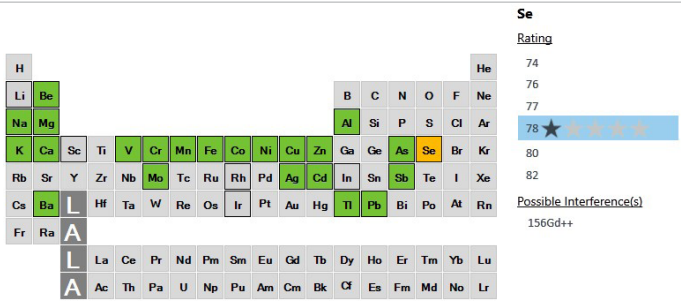 Se
Rating
74
76
77
78
80
82
Possible Interference(s)
156Gd++
H He
Li Be B C N O F Ne
Na Mg Al Si P S Cl Ar
K Ca Sc Ti V Cr Mn Fe Co Ni Cu Zn Ga Ge As Se Br Kr
Rb Sr Y Zr Nb Mo Tc Ru Rh Pd Ag Cd In Sn Sb Te I Xe
Cs Ba L Hf Ta W Re Os Ir Pt Au Hg Tl Pb Bi Po At Rn
Fr Ra A
L La Ce Pr Nd Pm Sm Eu Gd Tb Dy Ho Er Tm Yb Lu
A Ac Th Pa U Np Pu Am Cm Bk Cf Es Fm Md No Lr